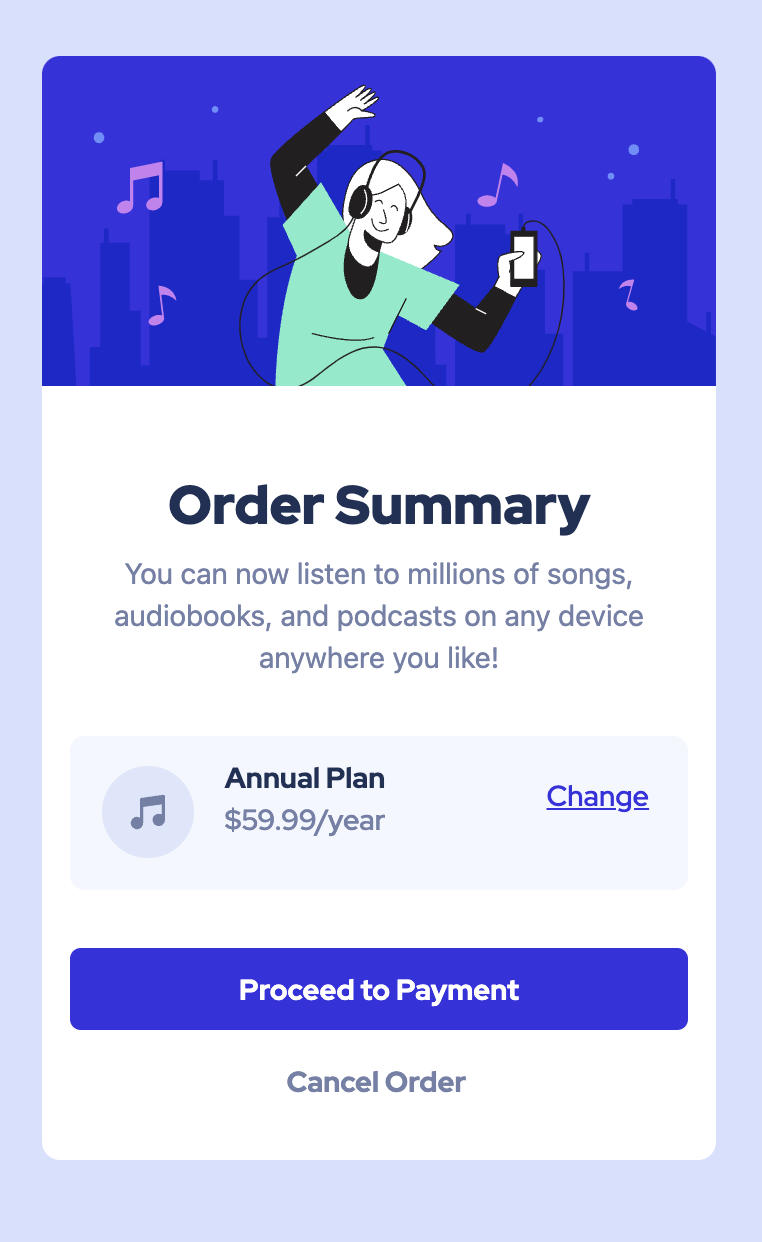 Order Summary
You can now listen to millions of songs,
audiobooks, and podcasts on any device
anywhere you like!
Annual Plan
$59.99/year
Change
Proceed to Payment
Cancel Order